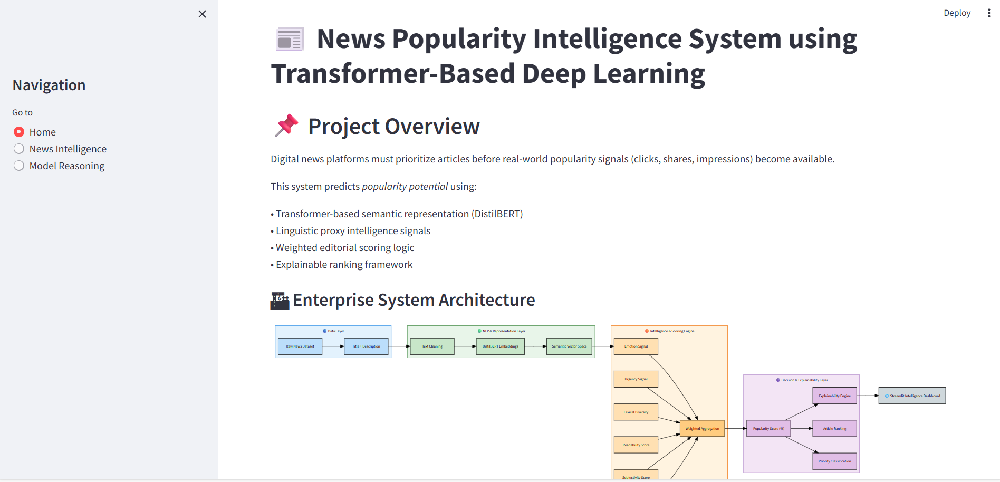 Deploy
News Popularity Intelligence System using
Transformer-Based Deep Learning
Navigation
Go to
Home
News Intelligence
Model Reasoning
Project Overview
Digital news platforms must prioritize articles before real-world popularity signals (clicks, shares, impressions) become available.
This system predicts popularity potential using:
• Transformer-based semantic representation (DistilBERT)
• Linguistic proxy intelligence signals
• Weighted editorial scoring logic
• Explainable ranking framework
Enterprise System Architecture
Data Layer
Raw News Dataset
Title + Description
NLP & Representation Layer
Text Cleaning
DistilBERT Embeddings
Semantic Vector Space
Intelligence & Scoring Engine
Emotion Signal
Urgency Signal
Lexical Diversity
Readability Score
Subjectivity Score
Weighted Aggregation
Decision & Explainability Layer
Popularity Score (%)
Explainability Engine
Article Ranking
Priority Classification
Streamlit Intelligence Dashboard